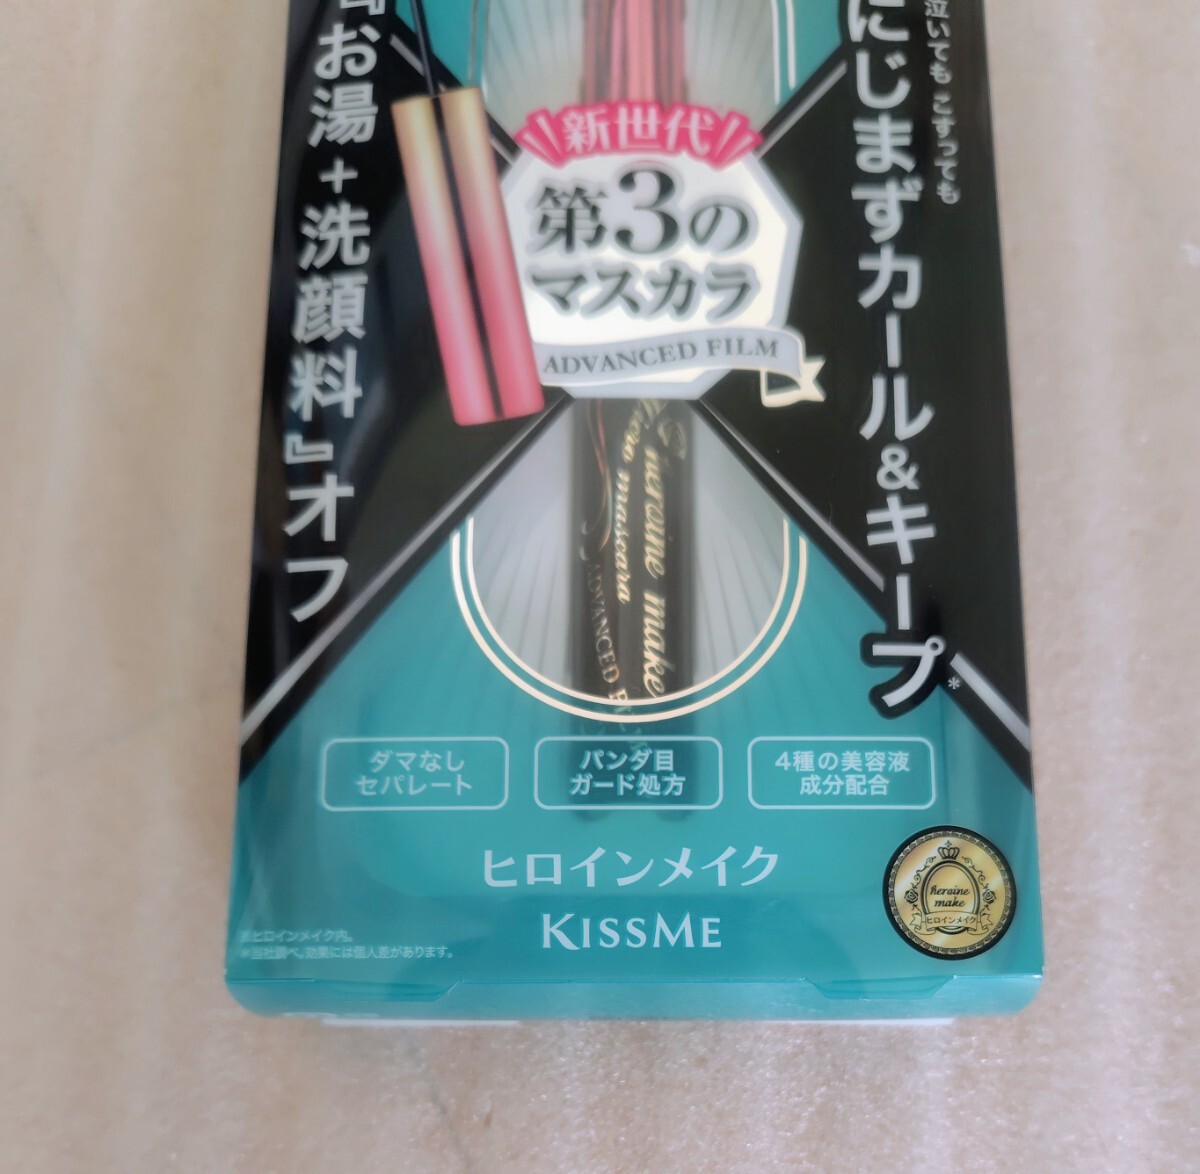 泣いても こすっても
にじまずカール&キープ*
『お湯+洗顔料』オフ
新世代
第3の
マスカラ
ADVANCED FILM
heroine make
Micro mascara
ADVANCED
ダマなし
セパレート
パンダ目
ガード処方
4種の美容液
成分配合
ヒロインメイク
KISSME
heroine
make
ヒロインメイク
※ヒロインメイク内。
*当社調べ。効果には個人差があります。